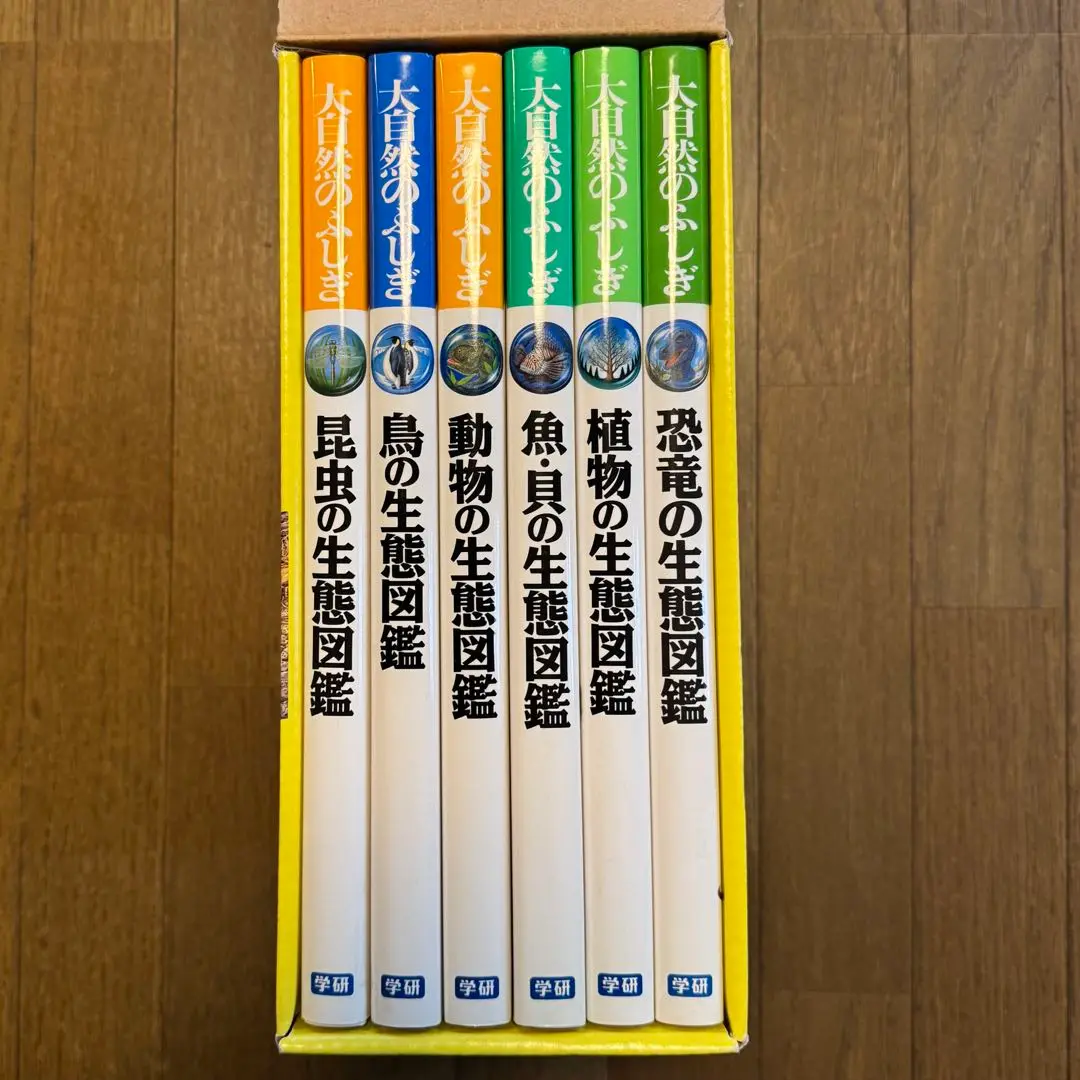 大自然のふしぎ
昆虫の生態図鑑
学研
大自然のふしぎ
鳥の生態図鑑
学研
大自然のふしぎ
動物の生態図鑑
学研
大自然のふしぎ
魚・貝の生態図鑑
学研
大自然のふしぎ
植物の生態図鑑
学研
大自然のふしぎ
恐竜の生態図鑑
学研